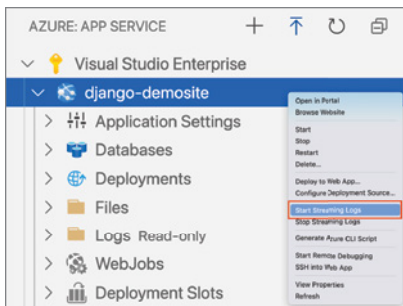 AZURE: APP SERVICE
Visual Studio Enterprise
django-demosite
Application Settings
Databases
Deployments
Files
Logs Read-only
WebJobs
Deployment Slots
Open in Portal
Browse Website
Start
Stop
Restart
Delete...
Deploy to Web App...
Configure Deployment Source...
Start Streaming Logs
Stop Streaming Logs
Generate Azure CLI Script
Start Remote Debugging
SSH into Web App
View Properties
Refresh